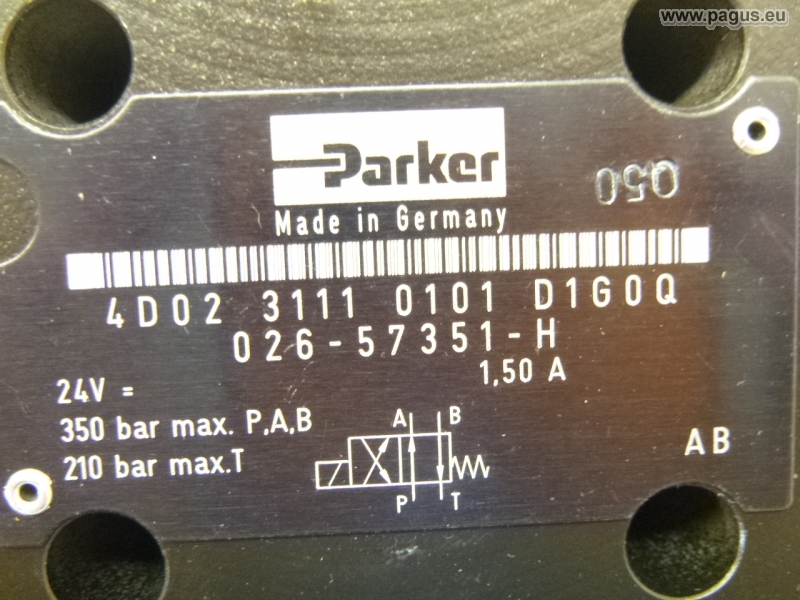 www.pagus.eu
Parker
Q50
Made in Germany
4D02 3111 0101 D1G0Q
026-57351-H
24V =
1,50 A
350 bar max. P,A,B
210 bar max.T
A B
P T
AB